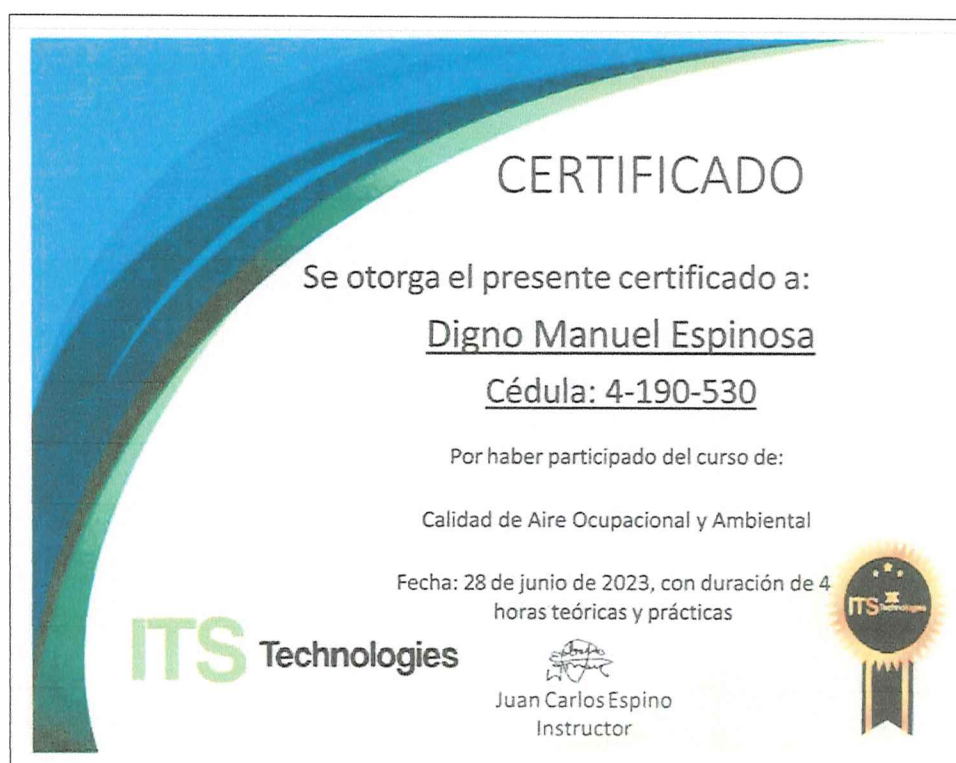 CERTIFICADO
Se otorga el presente certificado a:
Digno Manuel Espinosa
Cédula: 4-190-530
Por haber participado del curso de:
Calidad de Aire Ocupacional y Ambiental
Fecha: 28 de junio de 2023, con duración de 4
horas teóricas y prácticas
ITS Technologies
ITS Technologies
Juan Carlos Espino
Instructor